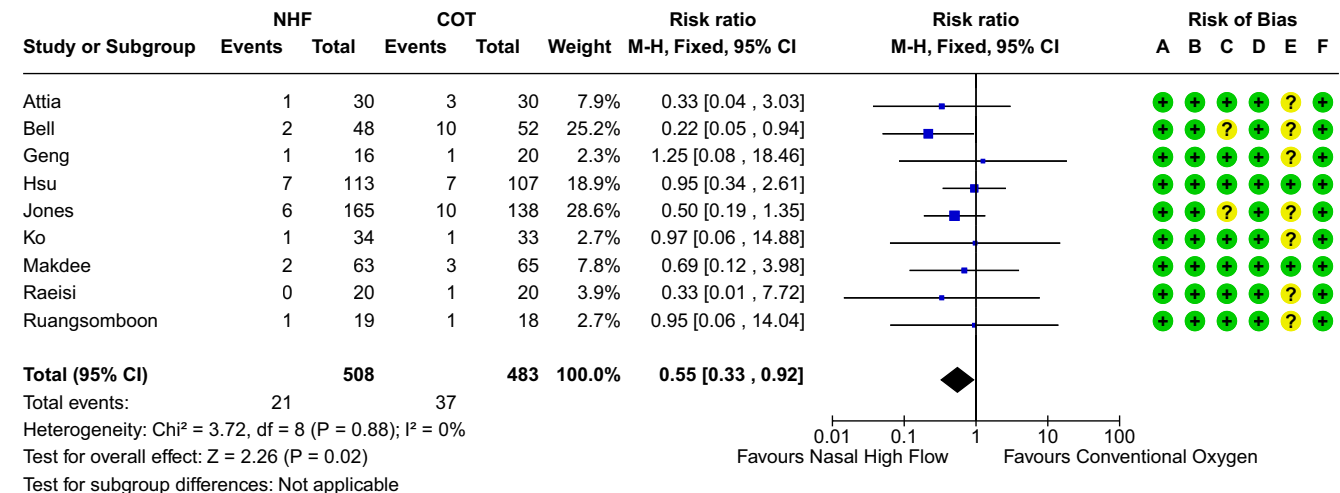 NHF COT Risk ratio Risk ratio Risk of Bias
Study or Subgroup Events Total Events Total Weight M-H, Fixed, 95% CI M-H, Fixed, 95% CI A B C D E F
Attia 1 30 3 30 7.9% 0.33 [0.04 , 3.03] + + + + ? +
Bell 2 48 10 52 25.2% 0.22 [0.05 , 0.94] + + ? + ? +
Geng 1 16 1 20 2.3% 1.25 [0.08 , 18.46] + + + + ? +
Hsu 7 113 7 107 18.9% 0.95 [0.34 , 2.61] + + + + + +
Jones 6 165 10 138 28.6% 0.50 [0.19 , 1.35] + + ? + ? +
Ko 1 34 1 33 2.7% 0.97 [0.06 , 14.88] + + + + ? +
Makdee 2 63 3 65 7.8% 0.69 [0.12 , 3.98] + + + + + +
Raeisi 0 20 1 20 3.9% 0.33 [0.01 , 7.72] + + + + ? +
Ruangsomboon 1 19 1 18 2.7% 0.95 [0.06 , 14.04] + + + + ? +
Total (95% CI) 508 483 100.0% 0.55 [0.33 , 0.92]
Total events: 21 37
Heterogeneity: Chi² = 3.72, df = 8 (P = 0.88); I² = 0%
0.01 0.1 1 10 100
Test for overall effect: Z = 2.26 (P = 0.02) Favours Nasal High Flow Favours Conventional Oxygen
Test for subgroup differences: Not applicable